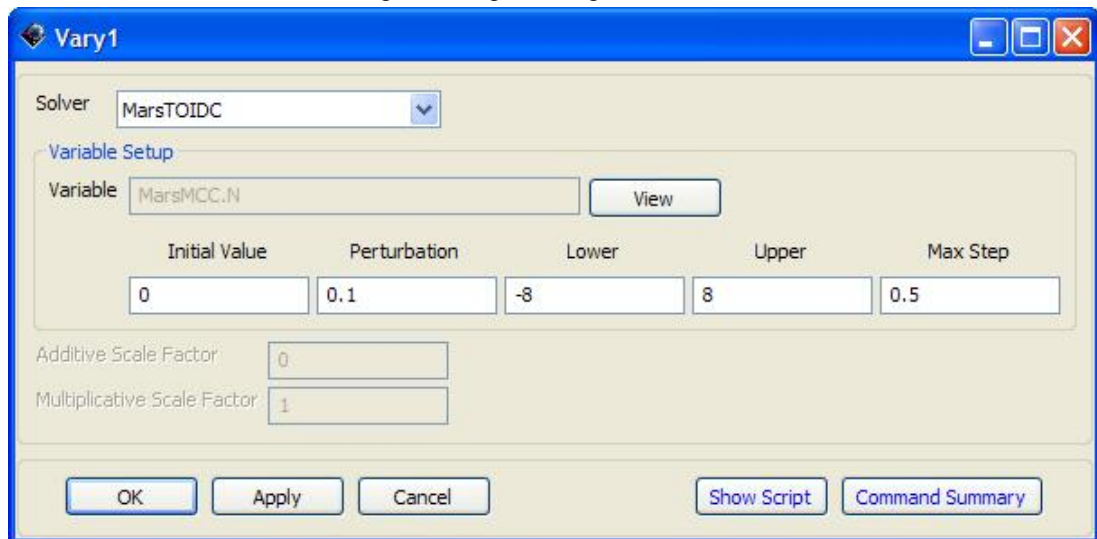 Vary1
Solver MarsTOIDC
Variable Setup
Variable MarsMCC.N View
Initial Value Perturbation Lower Upper Max Step
0 0.1 -8 8 0.5
Additive Scale Factor 0
Multiplicative Scale Factor 1
OK Apply Cancel Show Script Command Summary